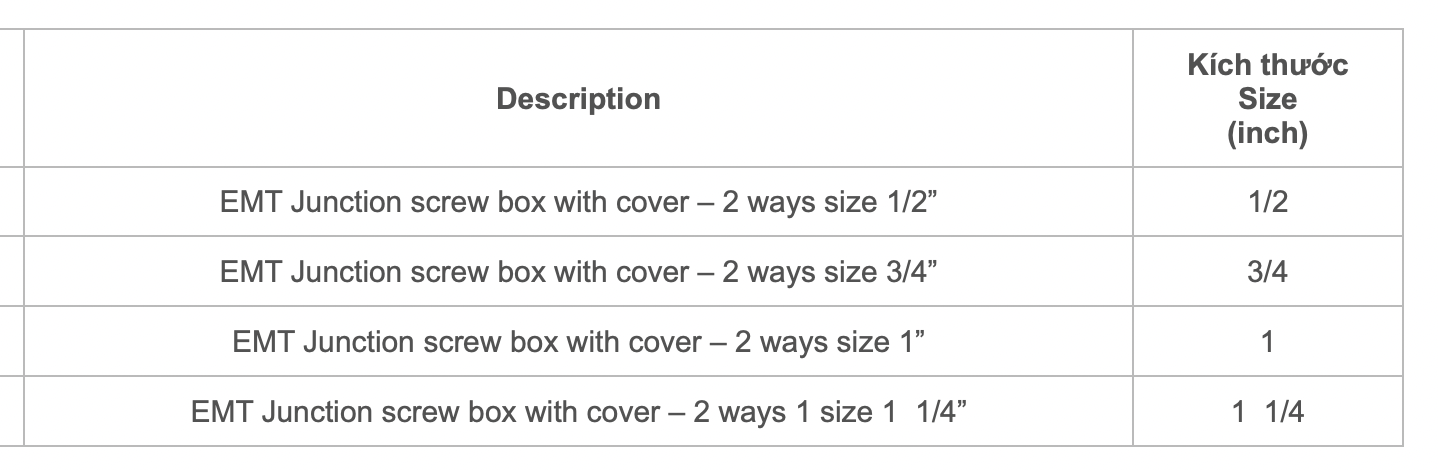 Description
Kích thước
Size
(inch)
EMT Junction screw box with cover – 2 ways size 1/2”
1/2
EMT Junction screw box with cover – 2 ways size 3/4”
3/4
EMT Junction screw box with cover – 2 ways size 1”
1
EMT Junction screw box with cover – 2 ways 1 size 1  1/4”
1  1/4